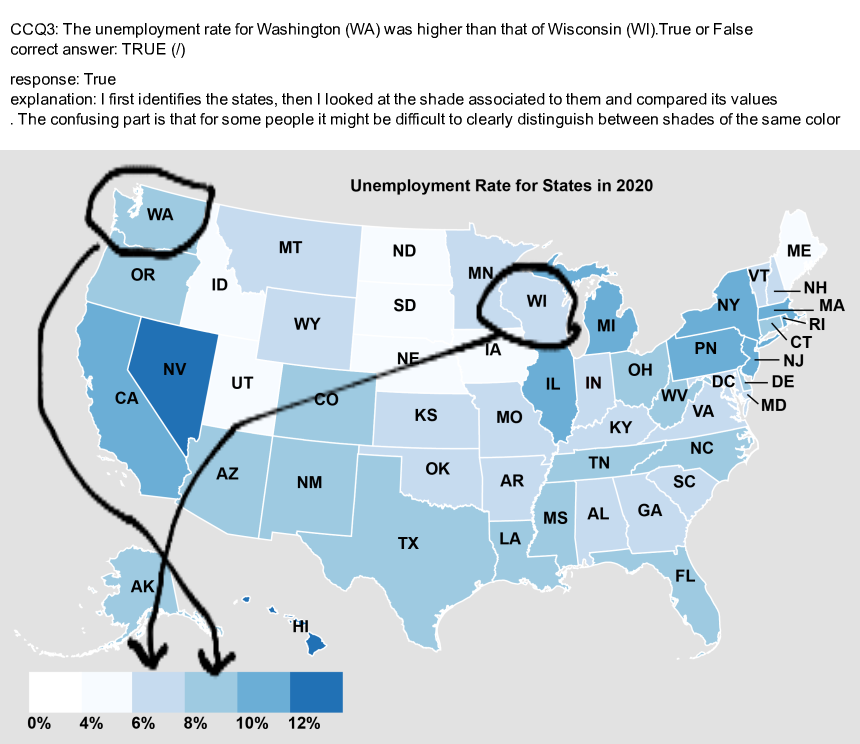 CCQ3: The unemployment rate for Washington (WA) was higher than that of Wisconsin (WI).True or False
correct answer: TRUE (/)
response: True
explanation: I first identifies the states, then I looked at the shade associated to them and compared its values
. The confusing part is that for some people it might be difficult to clearly distinguish between shades of the same color
Unemployment Rate for States in 2020
WA
MT
ND
MN
ME
OR
ID
SD
WI
VT
NH
WY
NY
MA
MI
RI
NE
IA
CT
PN
NV
UT
IL
IN
OH
NJ
CA
CO
DC
DE
WV
MD
KS
MO
KY
VA
NC
AZ
NM
OK
TN
AR
SC
MS
AL
GA
TX
LA
FL
AK
HI
0% 4% 6% 8% 10% 12%